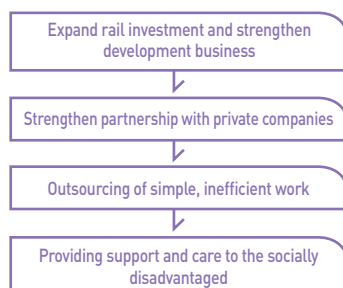 Expand rail investment and strengthen
development business
Strengthen partnership with private companies
Outsourcing of simple, inefficient work
Providing support and care to the socially
disadvantaged